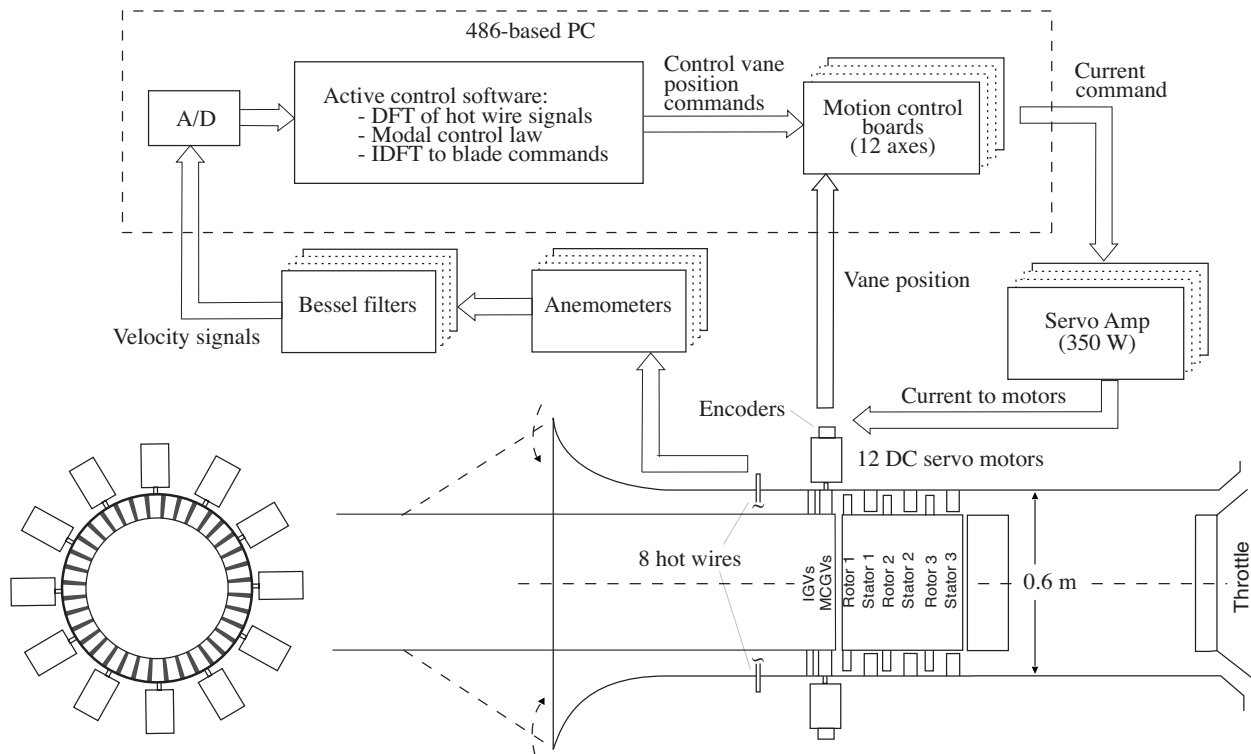 486-based PC
A/D
Active control software:
- DFT of hot wire signals
- Modal control law
- IDFT to blade commands
Control vane
position
commands
Motion control
boards
(12 axes)
Current
command
Velocity signals
Bessel filters
Anemometers
Vane position
Servo Amp
(350 W)
Current to motors
Encoders
12 DC servo motors
8 hot wires
IGVs
MCGVs
Rotor 1
Stator 1
Rotor 2
Stator 2
Rotor 3
Stator 3
0.6 m
Throttle